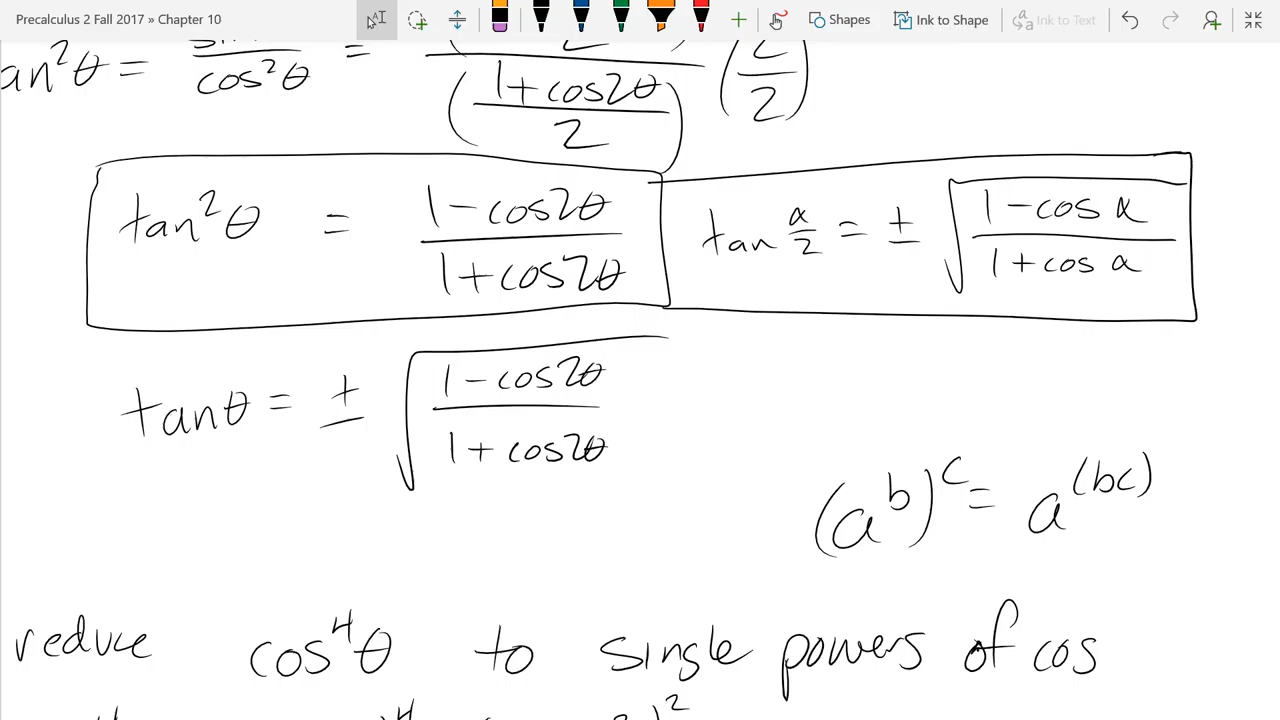 Precalculus 2 Fall 2017 » Chapter 10
Shapes Ink to Shape Ink to Text
an²θ = / cos²θ = / ((1+cos2θ)/2) (2/2)
tan²θ = (1-cos2θ)/(1+cos2θ)
tan α/2 = ± √((1-cos α)/(1+cos α))
tanθ = ± √((1-cos2θ)/(1+cos2θ))
(a^b)^c = a^(bc)
reduce cos⁴θ to single powers of cos